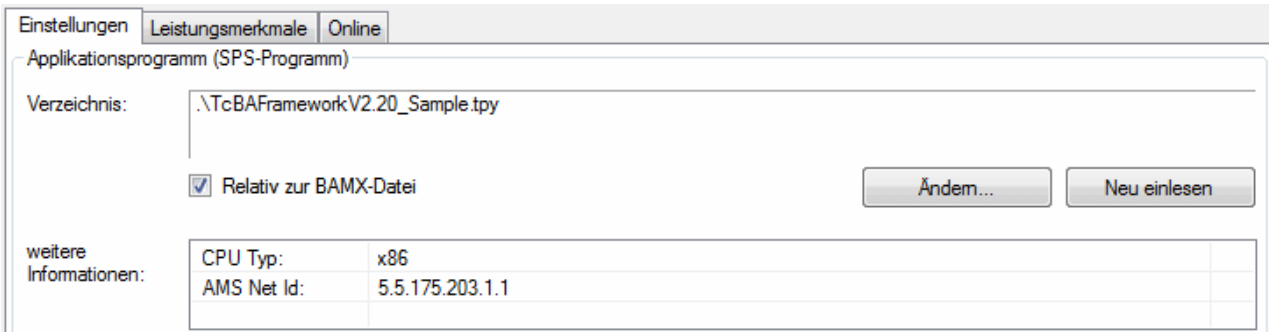 Einstellungen Leistungsmerkmale Online
Applikationsprogramm (SPS-Programm)
Verzeichnis: .\TcBAFrameworkV2.20_Sample.tpy
Relativ zur BAMX-Datei Ändern... Neu einlesen
weitere
Informationen:
CPU Typ: x86
AMS Net Id: 5.5.175.203.1.1